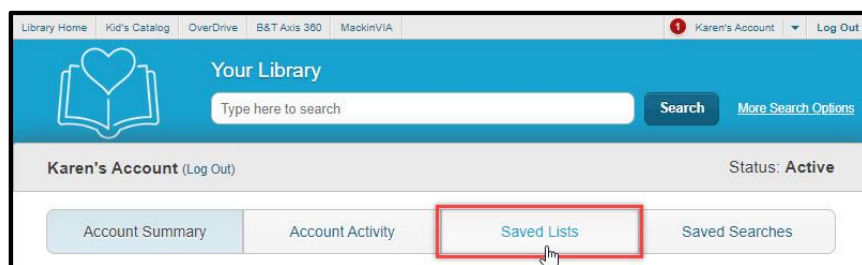 Library Home Kid's Catalog OverDrive B&T Axis 360 MackinVIA 1 Karen's Account Log Out
Your Library
Type here to search Search More Search Options
Karen's Account (Log Out) Status: Active
Account Summary Account Activity Saved Lists Saved Searches